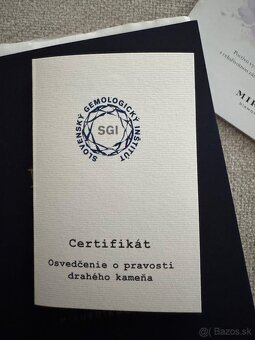 SLOVENSKÝ GEMOLOGICKÝ INŠTITÚT
SGI
Certifikát
Osvedčenie o pravosti
drahého kameňa
Bazos.sk